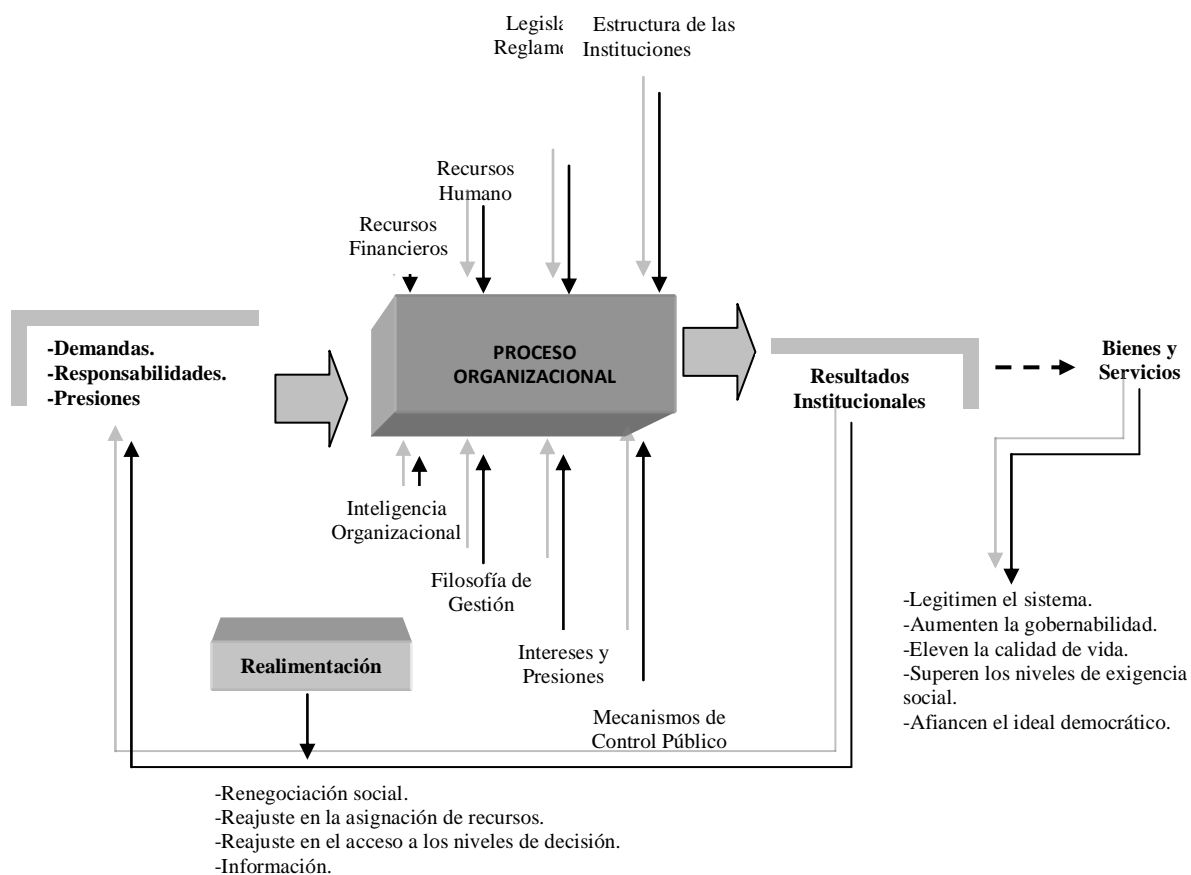 Estructura de las
Instituciones
Recursos
Humano
Recursos
Financieros
-Demandas.
-Responsabilidades.
-Presiones
PROCESO
ORGANIZACIONAL
Resultados
Institucionales
Bienes y
Servicios
Inteligencia
Organizacional
Filosofía de
Gestión
Intereses y
Presiones
Mecanismos de
Control Público
-Legitimen el sistema.
-Aumenten la gobernabilidad.
-Eleven la calidad de vida.
-Superen los niveles de exigencia
social.
-Afiancen el ideal democrático.
Realimentación
-Renegociación social.
-Reajuste en la asignación de recursos.
-Reajuste en el acceso a los niveles de decisión.
-Información.